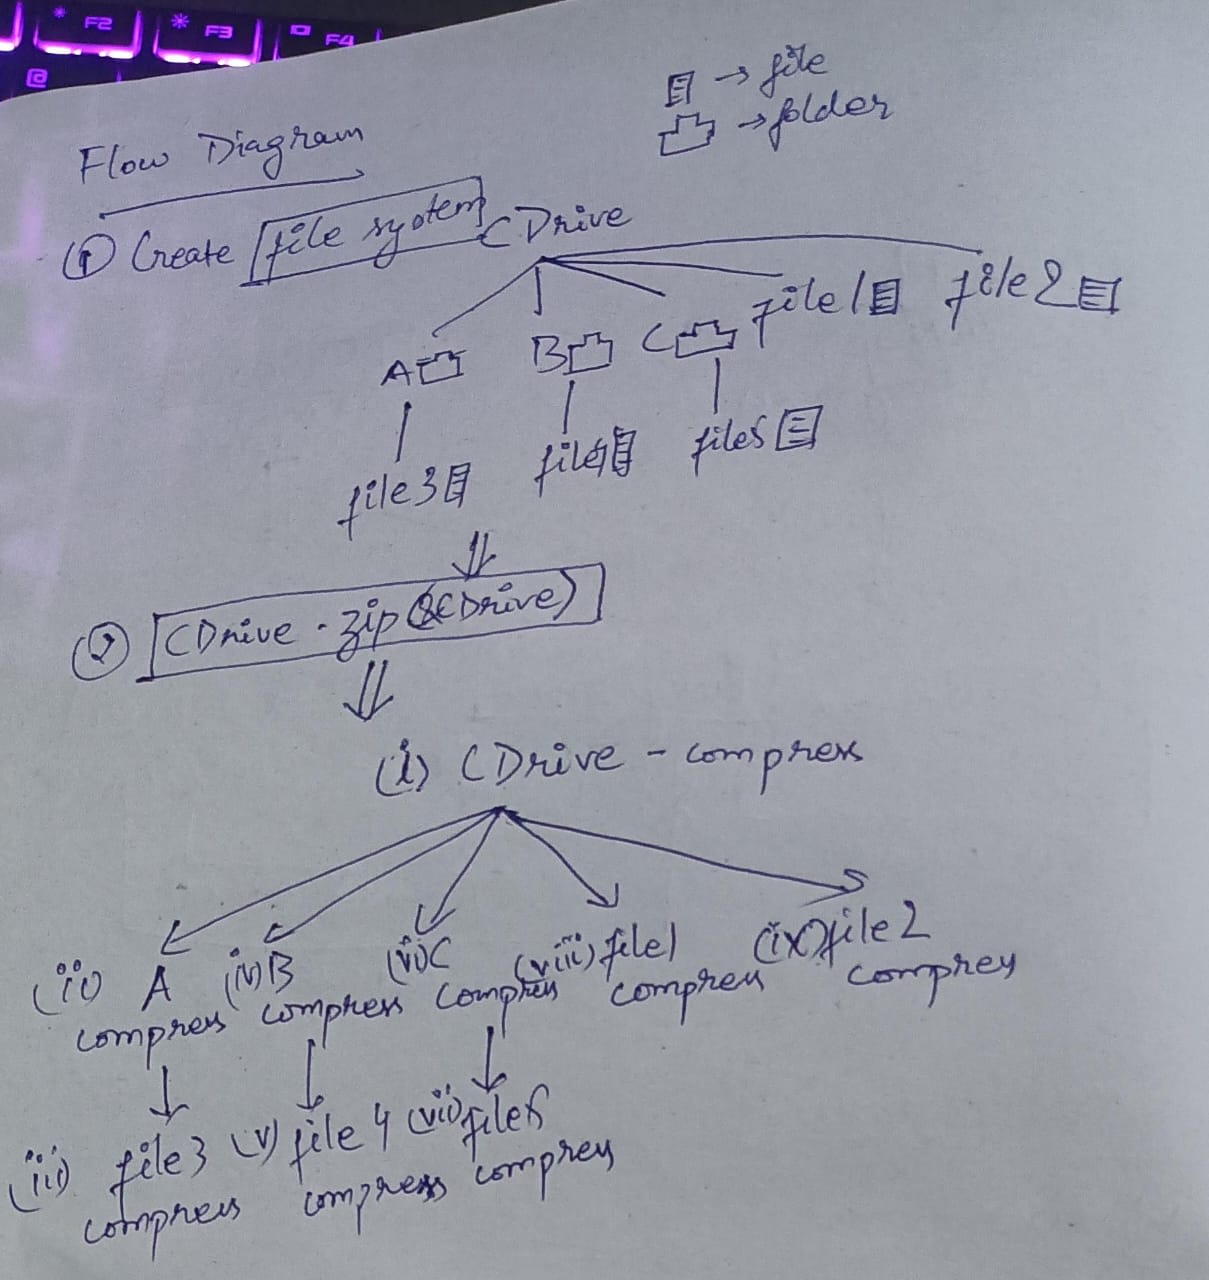 F2 F3 F4
@
→ file
→ folder
Flow Diagram
① Create file system CDrive
A B C file1 file2
file3 file4 file5
② CDrive.zip(&CDrive)
(i) CDrive - compress
(ii) A (iv) B (vi) C (viii) file1 (ix) file2
compress compress compress compress compress
(iii) file3 (v) file4 (vii) file5
compress compress compress